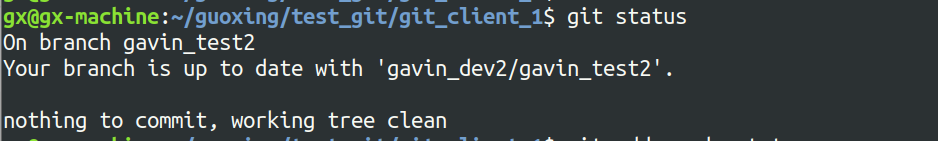 gx@gx-machine:~/guoxing/test_git/git_client_1$ git status
On branch gavin_test2
Your branch is up to date with 'gavin_dev2/gavin_test2'.
nothing to commit, working tree clean